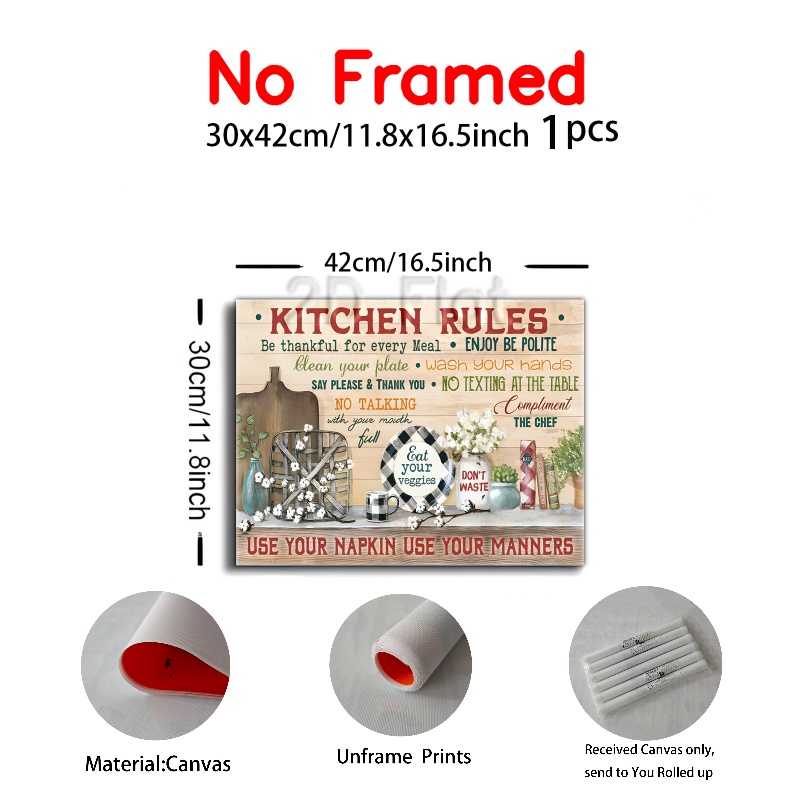 No Framed
30x42cm/11.8x16.5inch 1pcs
42cm/16.5inch
2D Flat
30cm/11.8inch
• KITCHEN RULES •
Be thankful for every Meal • ENJOY BE POLITE
Clean your plate • wash your hands
SAY PLEASE & THANK YOU • NO TEXTING AT THE TABLE
NO TALKING
with your mouth
full
Compliment
THE CHEF
Eat
your
veggies
DON'T
WASTE
USE YOUR NAPKIN USE YOUR MANNERS
Material:Canvas
Unframe Prints
Received Canvas only,
send to You Rolled up